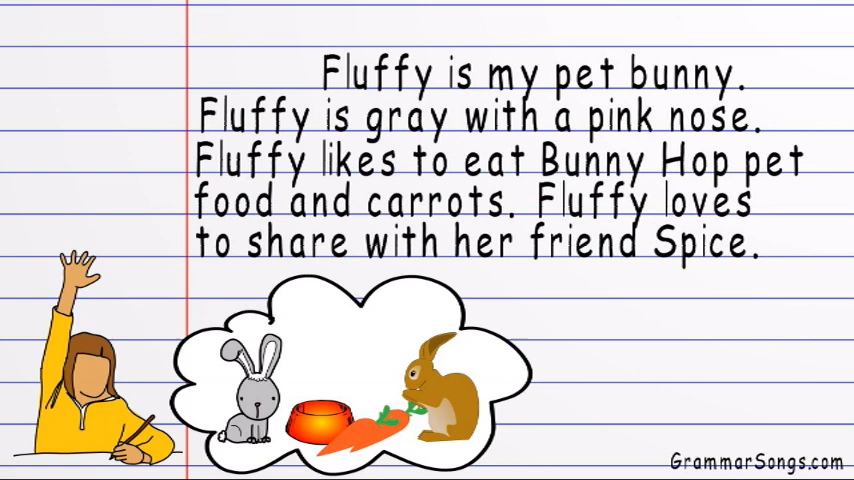 Fluffy is my pet bunny.
Fluffy is gray with a pink nose.
Fluffy likes to eat Bunny Hop pet
food and carrots. Fluffy loves
to share with her friend Spice.
GrammarSongs.com